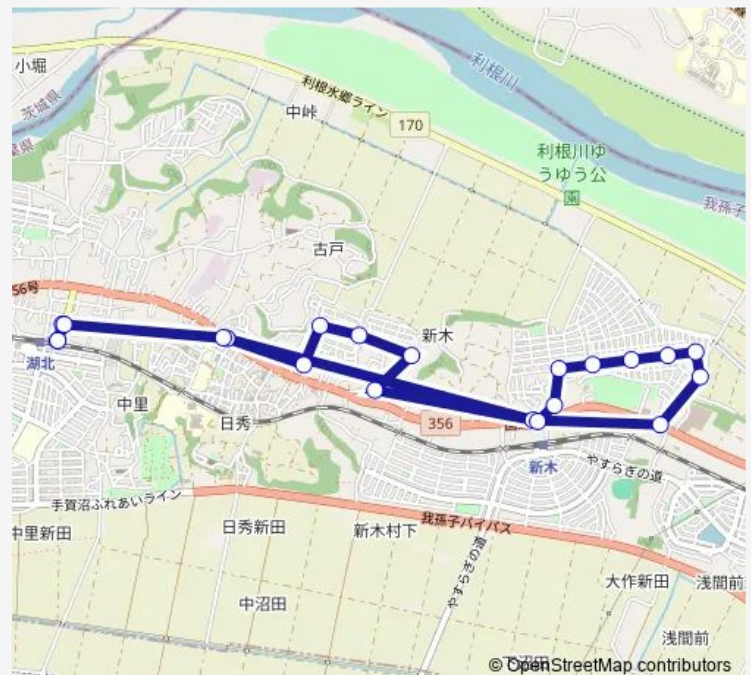 小堀
利根川
茨城県
利根水郷ライン
中峠
170
利根川ゆ
うゆう公
園
我孫子
古戸
56号
新木
湖北
中里
日秀
356
新木
やすらぎの道
手賀沼ふれあいライン
中里新田
日秀新田
新木村下
我孫子バイパス
やすらぎの道
大作新田
浅間前
中沼田
浅間前
下沼田
© OpenStreetMap contributors